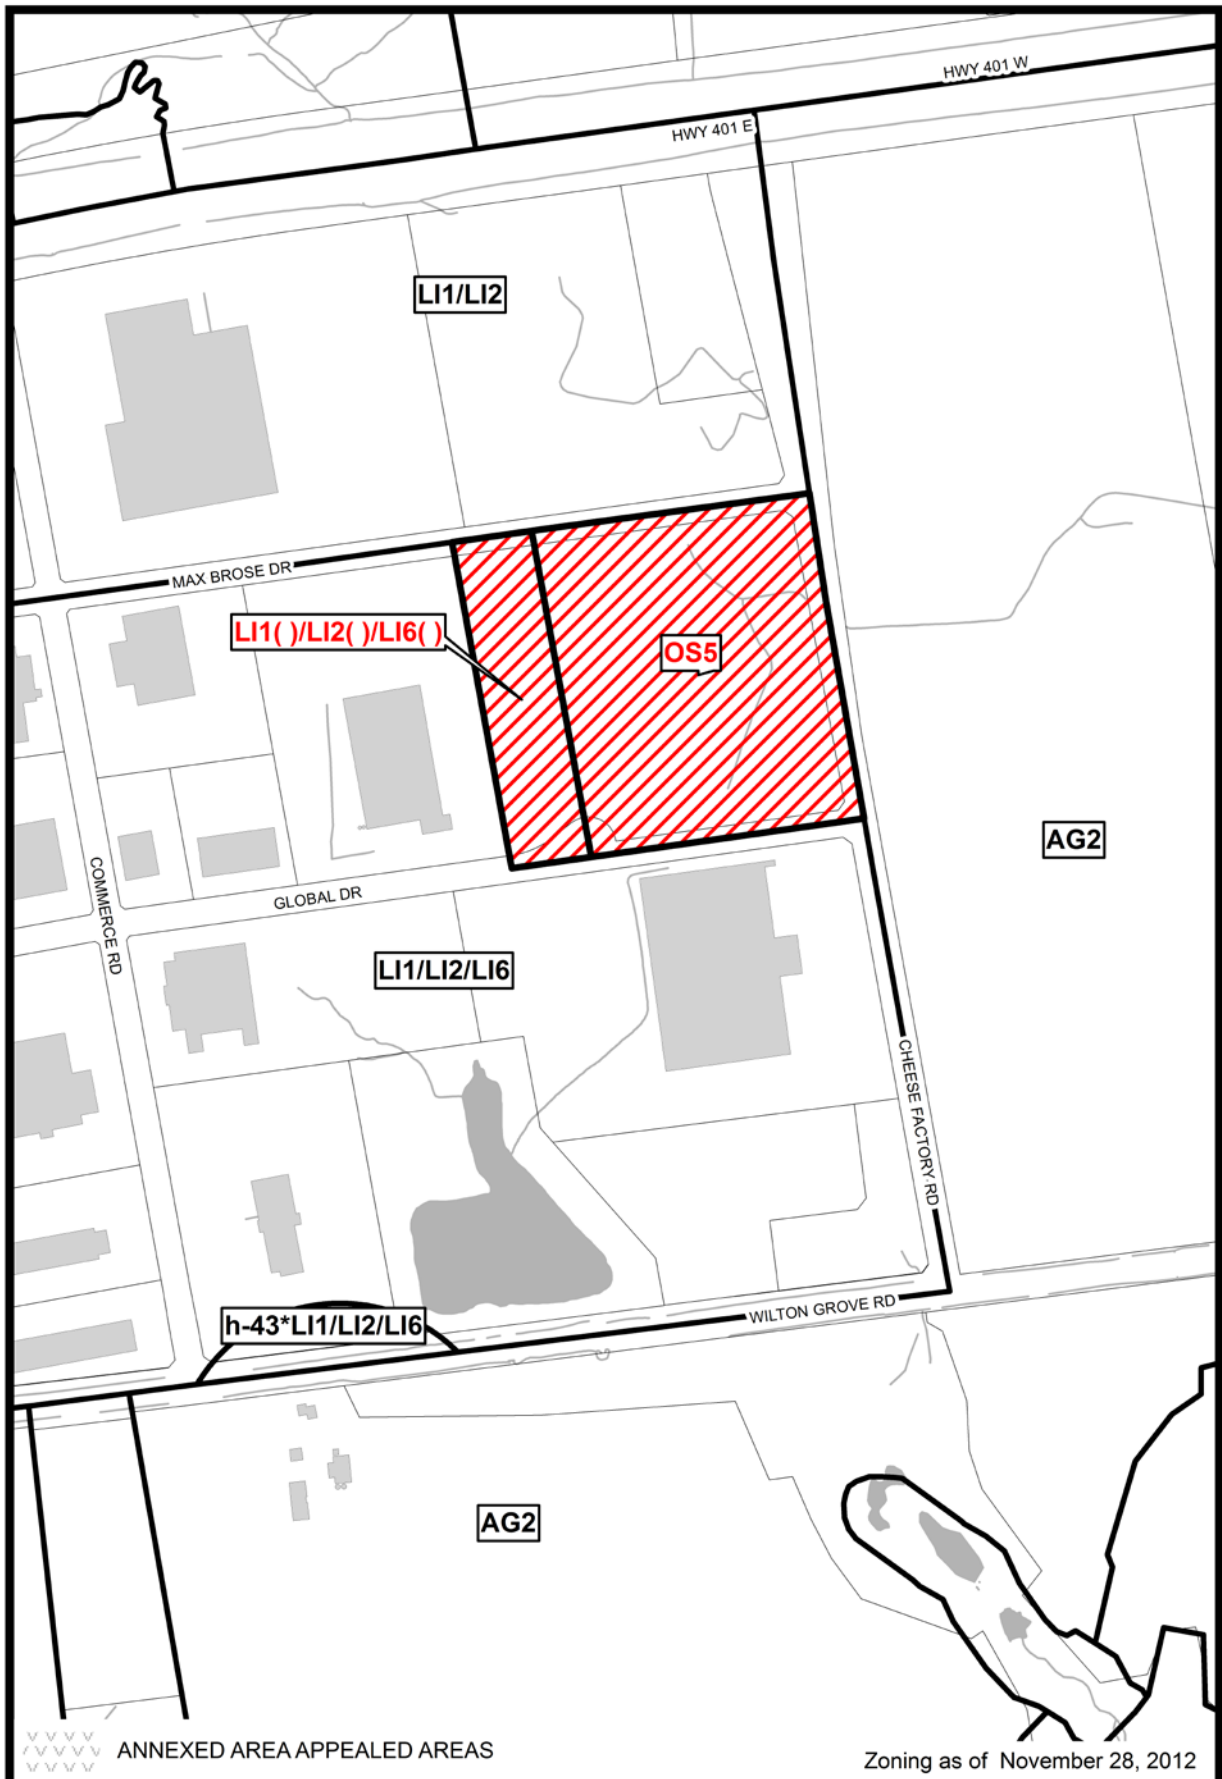 HWY 401 W
HWY 401 E
LI1/LI2
MAX BROSE DR
LI1( )/LI2( )/LI6( )
OS5
AG2
COMMERCE RD
GLOBAL DR
LI1/LI2/LI6
CHEESE FACTORY RD
WILTON GROVE RD
h-43*LI1/LI2/LI6
AG2
ANNEXED AREA APPEALED AREAS
Zoning as of November 28, 2012